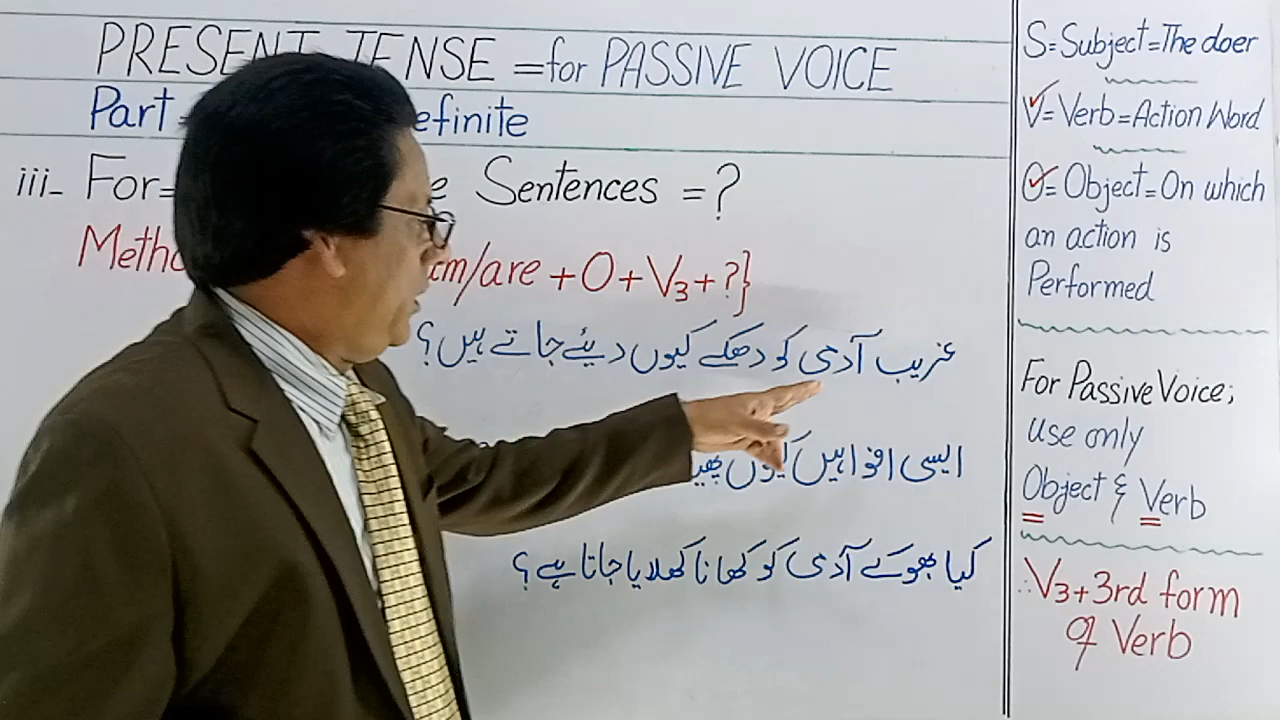 PRESENT TENSE =for PASSIVE VOICE
Part efinite
iii- For= e Sentences =?
Metho am/are +O+V3+?}
غریب آدمی کو دھکے کیوں دیئے جاتے ہیں؟
ایسی افواہیں کیوں
کیا بھوکے آدمی کو کھانا کھلایا جاتا ہے؟
S=Subject=The doer
V=Verb=Action Word
O=Object=On which
an action is
Performed
For Passive Voice;
use only
Object & Verb
∴V3+3rd form
of Verb